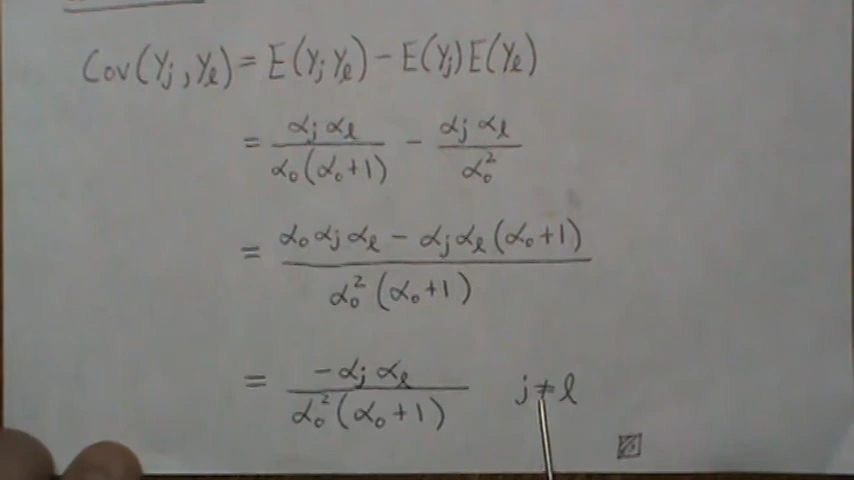 Cov(Yj, Yℓ) = E(Yj Yℓ) − E(Yj)E(Yℓ)
= αj αℓ / α₀(α₀+1) − αj αℓ / α₀²
= α₀ αj αℓ − αj αℓ (α₀+1) / α₀² (α₀+1)
= −αj αℓ / α₀² (α₀+1) j≠ℓ